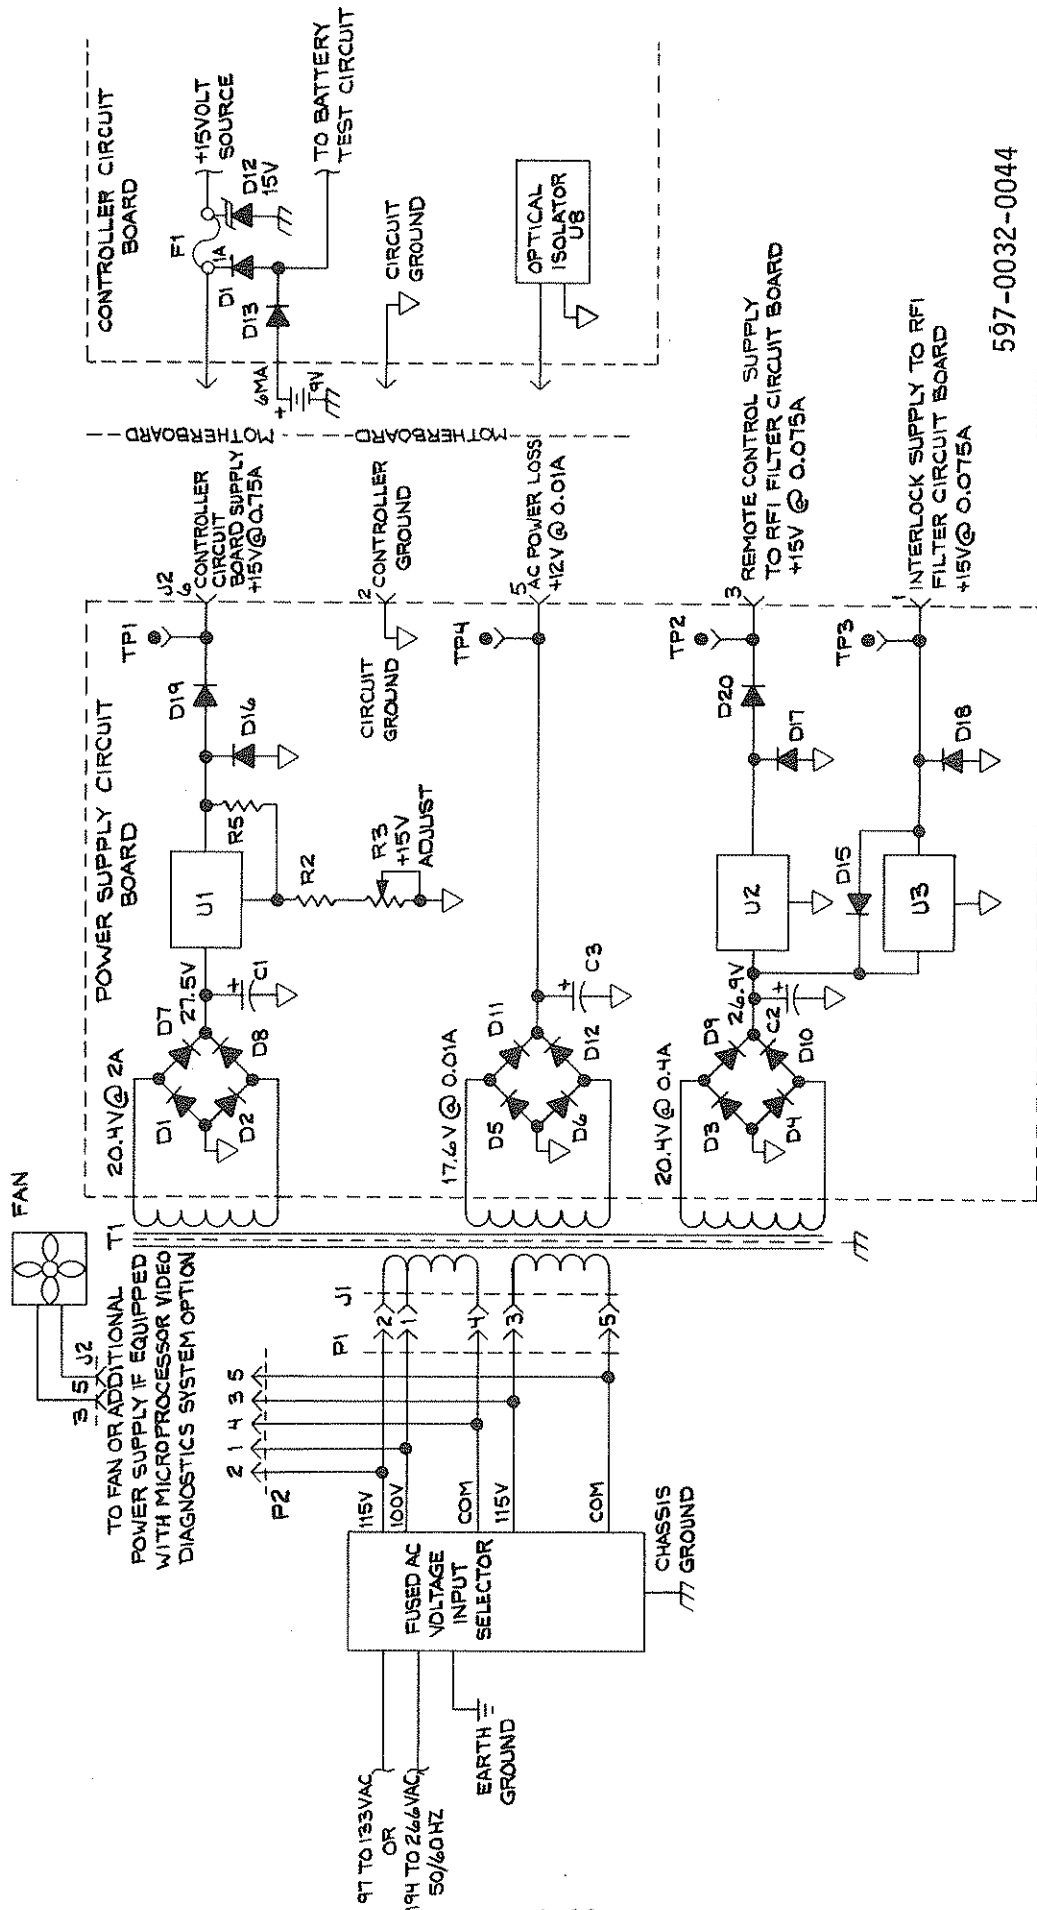 FAN
3 5 J2
TO FAN OR ADDITIONAL
POWER SUPPLY IF EQUIPPED
WITH MICROPROCESSOR VIDEO
DIAGNOSTICS SYSTEM OPTION
T1
2 1 4 3 5
P2
P1
J1
2
1
4
3
5
115V
100V
COM
115V
COM
FUSED AC
VOLTAGE
INPUT
SELECTOR
97 TO 133VAC
OR
194 TO 266VAC
50/60HZ
EARTH
GROUND
CHASSIS
GROUND
POWER SUPPLY CIRCUIT
BOARD
20.4V@ 2A
D1
D7
D2
D8
27.5V
+
C1
U1
R5
R2
R3
+15V
ADJUST
D19
D16
TP1
J2
6
CONTROLLER
CIRCUIT
BOARD SUPPLY
+15V@0.75A
CIRCUIT
GROUND
2
CONTROLLER
GROUND
17.6V@ 0.01A
D5
D11
D6
D12
+
C3
TP4
5
AC POWER LOSS
+12V@ 0.01A
20.4V@ 0.4A
D3
D9
D4
D10
26.9V
C2
+
U2
D15
U3
D20
D17
TP2
3
REMOTE CONTROL SUPPLY
TO RFI FILTER CIRCUIT BOARD
+15V @ 0.075A
D18
TP3
1
INTERLOCK SUPPLY TO RFI
FILTER CIRCUIT BOARD
+15V@ 0.075A
MOTHERBOARD
MOTHERBOARD
MOTHERBOARD
CONTROLLER CIRCUIT
BOARD
F1
1A
+15VOLT
SOURCE
D1
D12
15V
D13
6MA
+
9V
TO BATTERY
TEST CIRCUIT
CIRCUIT
GROUND
OPTICAL
ISOLATOR
U8
597-0032-0044